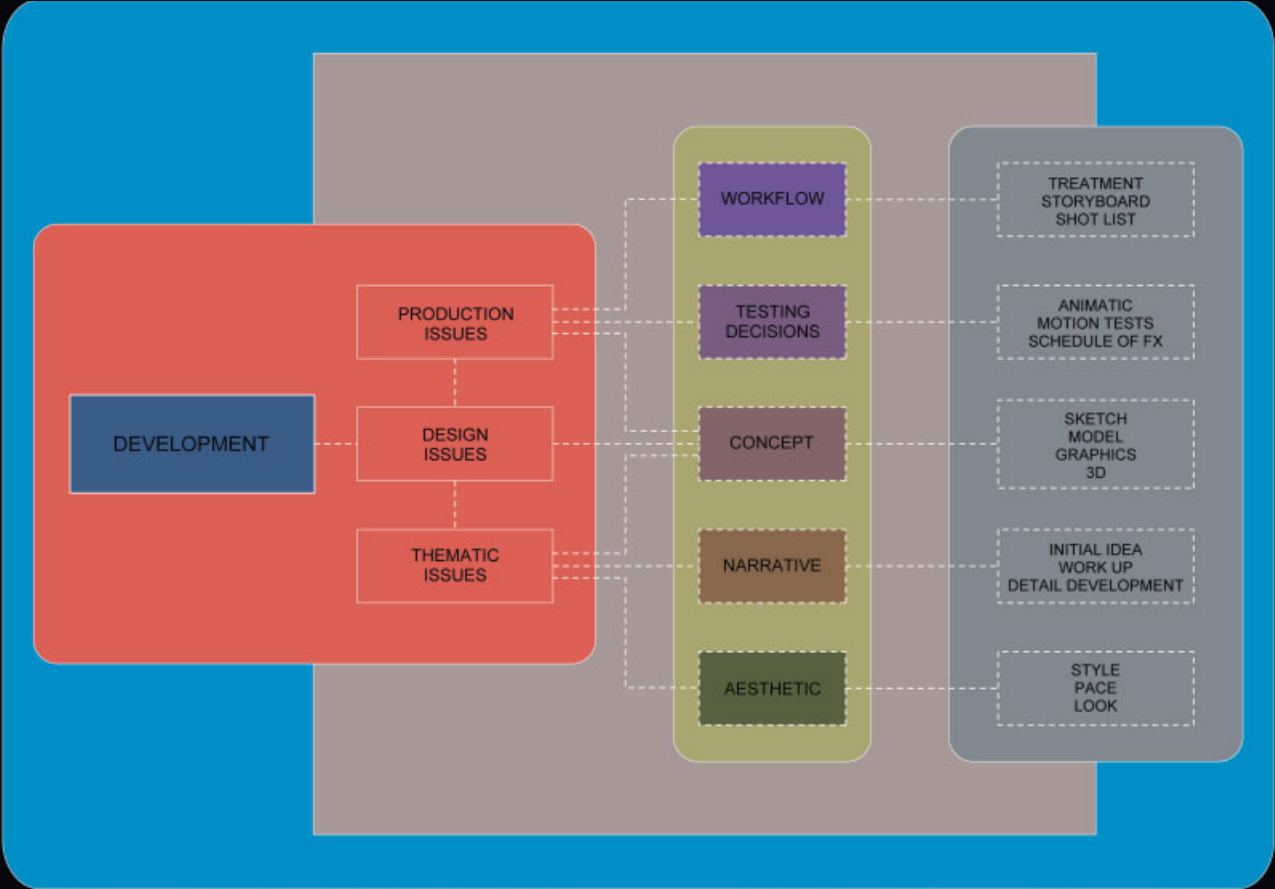 WORKFLOW
TREATMENT
STORYBOARD
SHOT LIST
PRODUCTION
ISSUES
TESTING
DECISIONS
ANIMATIC
MOTION TESTS
SCHEDULE OF FX
DEVELOPMENT
DESIGN
ISSUES
CONCEPT
SKETCH
MODEL
GRAPHICS
3D
THEMATIC
ISSUES
NARRATIVE
INITIAL IDEA
WORK UP
DETAIL DEVELOPMENT
AESTHETIC
STYLE
PACE
LOOK